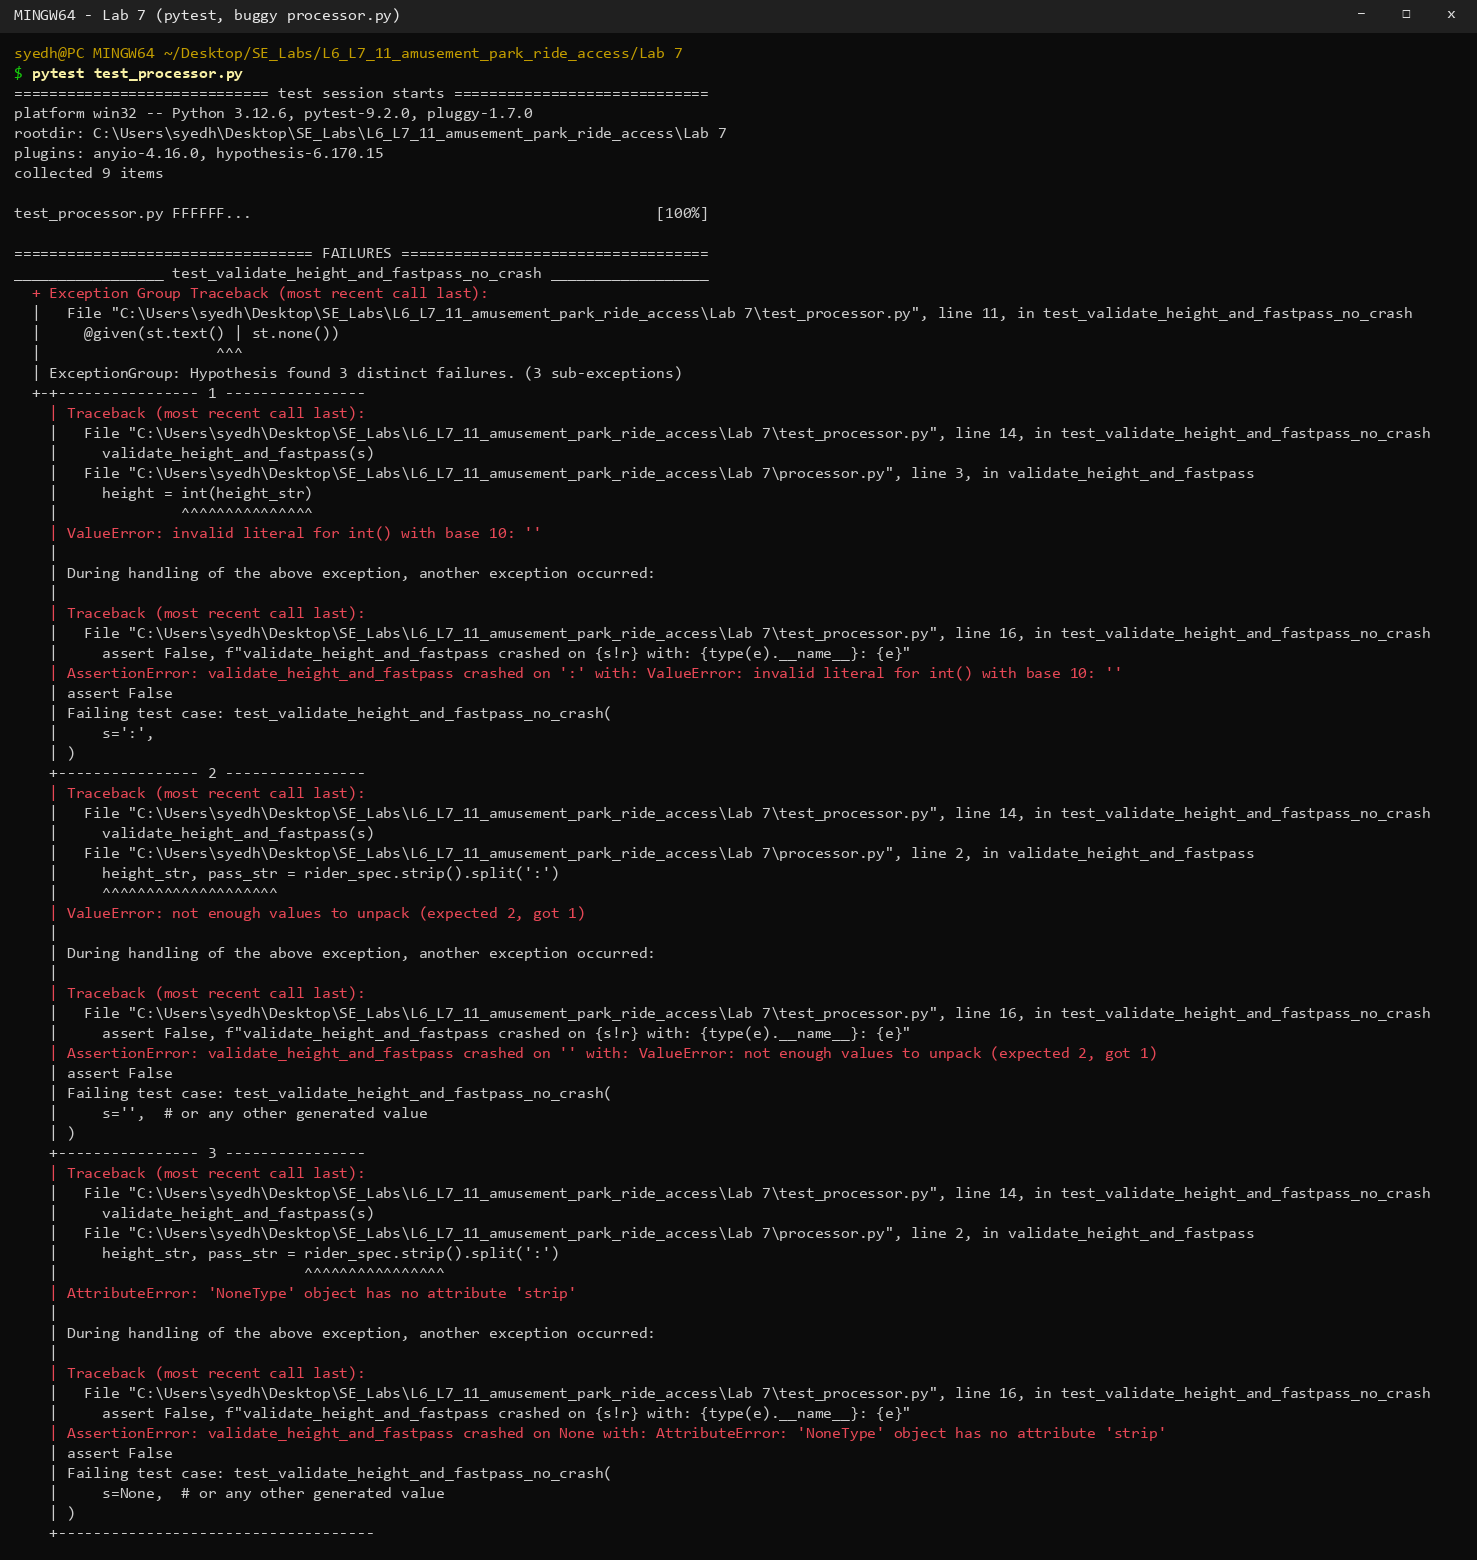 MINGW64 - Lab 7 (pytest, buggy processor.py)
syedh@PC MINGW64 ~/Desktop/SE_Labs/L6_L7_11_amusement_park_ride_access/Lab 7
$ pytest test_processor.py
============================= test session starts =============================
platform win32 -- Python 3.12.6, pytest-9.2.0, pluggy-1.7.0
rootdir: C:\Users\syedh\Desktop\SE_Labs\L6_L7_11_amusement_park_ride_access\Lab 7
plugins: anyio-4.16.0, hypothesis-6.170.15
collected 9 items

test_processor.py FFFFFF...                                              [100%]

================================== FAILURES ===================================
_________________ test_validate_height_and_fastpass_no_crash __________________
  + Exception Group Traceback (most recent call last):
  |   File "C:\Users\syedh\Desktop\SE_Labs\L6_L7_11_amusement_park_ride_access\Lab 7\test_processor.py", line 11, in test_validate_height_and_fastpass_no_crash
  |     @given(st.text() | st.none())
  |                    ^^^
  | ExceptionGroup: Hypothesis found 3 distinct failures. (3 sub-exceptions)
  +-+---------------- 1 ----------------
    | Traceback (most recent call last):
    |   File "C:\Users\syedh\Desktop\SE_Labs\L6_L7_11_amusement_park_ride_access\Lab 7\test_processor.py", line 14, in test_validate_height_and_fastpass_no_crash
    |     validate_height_and_fastpass(s)
    |   File "C:\Users\syedh\Desktop\SE_Labs\L6_L7_11_amusement_park_ride_access\Lab 7\processor.py", line 3, in validate_height_and_fastpass
    |     height = int(height_str)
    |              ^^^^^^^^^^^^^^^
    | ValueError: invalid literal for int() with base 10: ''
    |
    | During handling of the above exception, another exception occurred:
    |
    | Traceback (most recent call last):
    |   File "C:\Users\syedh\Desktop\SE_Labs\L6_L7_11_amusement_park_ride_access\Lab 7\test_processor.py", line 16, in test_validate_height_and_fastpass_no_crash
    |     assert False, f"validate_height_and_fastpass crashed on {s!r} with: {type(e).__name__}: {e}"
    | AssertionError: validate_height_and_fastpass crashed on ':' with: ValueError: invalid literal for int() with base 10: ''
    | assert False
    | Failing test case: test_validate_height_and_fastpass_no_crash(
    |     s=':',
    | )
    +---------------- 2 ----------------
    | Traceback (most recent call last):
    |   File "C:\Users\syedh\Desktop\SE_Labs\L6_L7_11_amusement_park_ride_access\Lab 7\test_processor.py", line 14, in test_validate_height_and_fastpass_no_crash
    |     validate_height_and_fastpass(s)
    |   File "C:\Users\syedh\Desktop\SE_Labs\L6_L7_11_amusement_park_ride_access\Lab 7\processor.py", line 2, in validate_height_and_fastpass
    |     height_str, pass_str = rider_spec.strip().split(':')
    |     ^^^^^^^^^^^^^^^^^^^^
    | ValueError: not enough values to unpack (expected 2, got 1)
    |
    | During handling of the above exception, another exception occurred:
    |
    | Traceback (most recent call last):
    |   File "C:\Users\syedh\Desktop\SE_Labs\L6_L7_11_amusement_park_ride_access\Lab 7\test_processor.py", line 16, in test_validate_height_and_fastpass_no_crash
    |     assert False, f"validate_height_and_fastpass crashed on {s!r} with: {type(e).__name__}: {e}"
    | AssertionError: validate_height_and_fastpass crashed on '' with: ValueError: not enough values to unpack (expected 2, got 1)
    | assert False
    | Failing test case: test_validate_height_and_fastpass_no_crash(
    |     s='',  # or any other generated value
    | )
    +---------------- 3 ----------------
    | Traceback (most recent call last):
    |   File "C:\Users\syedh\Desktop\SE_Labs\L6_L7_11_amusement_park_ride_access\Lab 7\test_processor.py", line 14, in test_validate_height_and_fastpass_no_crash
    |     validate_height_and_fastpass(s)
    |   File "C:\Users\syedh\Desktop\SE_Labs\L6_L7_11_amusement_park_ride_access\Lab 7\processor.py", line 2, in validate_height_and_fastpass
    |     height_str, pass_str = rider_spec.strip().split(':')
    |                            ^^^^^^^^^^^^^^^^
    | AttributeError: 'NoneType' object has no attribute 'strip'
    |
    | During handling of the above exception, another exception occurred:
    |
    | Traceback (most recent call last):
    |   File "C:\Users\syedh\Desktop\SE_Labs\L6_L7_11_amusement_park_ride_access\Lab 7\test_processor.py", line 16, in test_validate_height_and_fastpass_no_crash
    |     assert False, f"validate_height_and_fastpass crashed on {s!r} with: {type(e).__name__}: {e}"
    | AssertionError: validate_height_and_fastpass crashed on None with: AttributeError: 'NoneType' object has no attribute 'strip'
    | assert False
    | Failing test case: test_validate_height_and_fastpass_no_crash(
    |     s=None,  # or any other generated value
    | )
    +------------------------------------